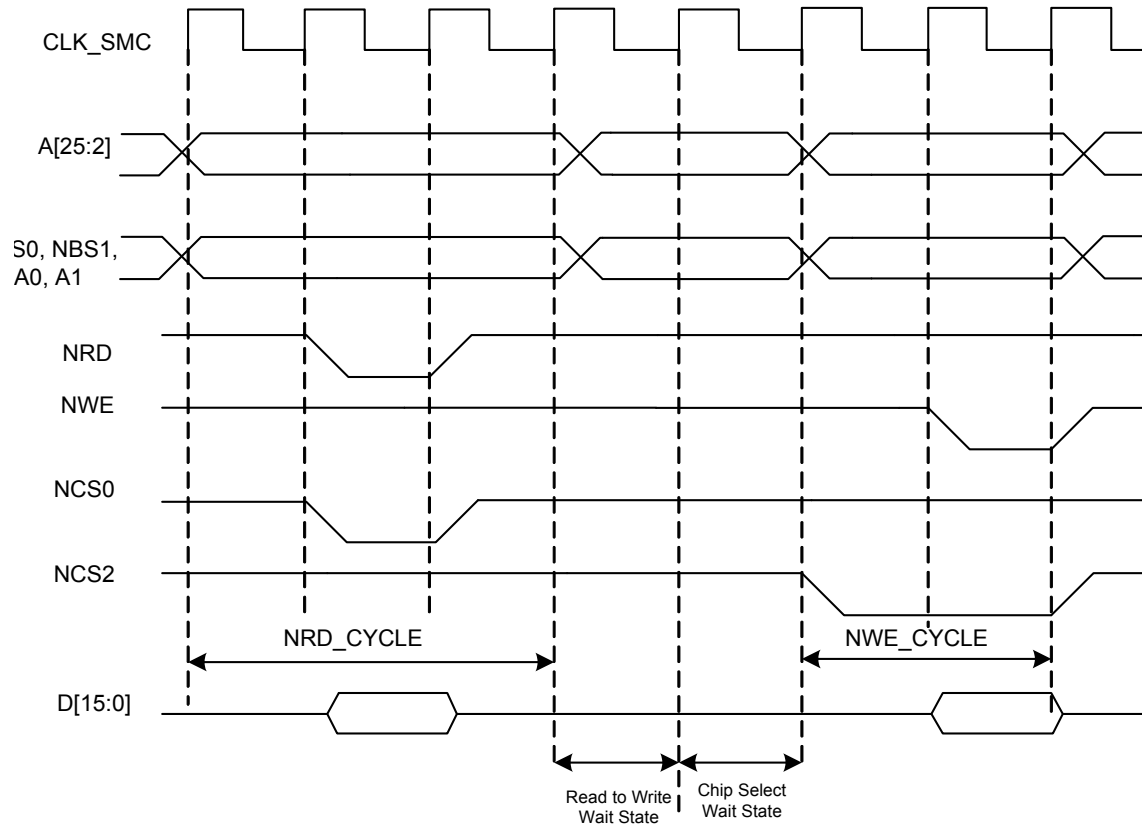 CLK_SMC
A[25:2]
S0, NBS1,
A0, A1
NRD
NWE
NCS0
NCS2
NRD_CYCLE
NWE_CYCLE
D[15:0]
Read to Write
Wait State
Chip Select
Wait State